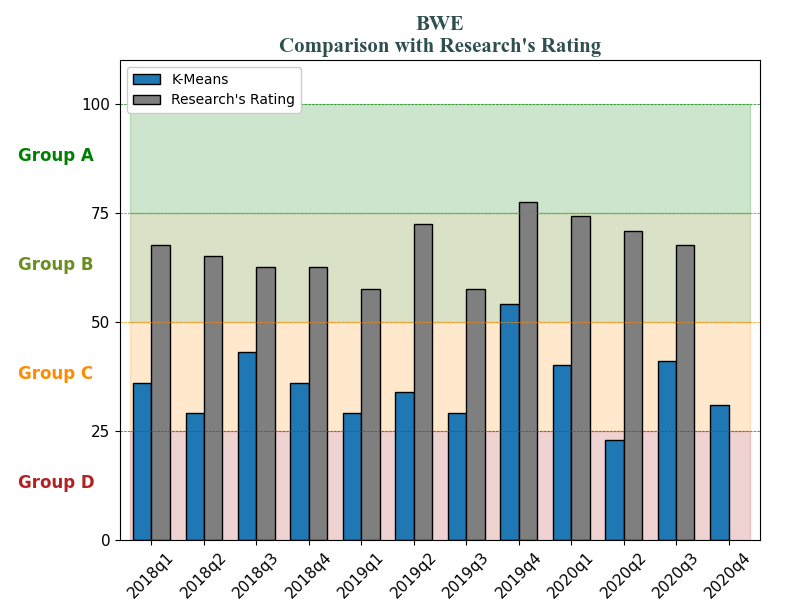 BWE
Comparison with Research's Rating
K-Means
Research's Rating
100
Group A
75
Group B
50
Group C
25
Group D
0
2018q1
2018q2
2018q3
2018q4
2019q1
2019q2
2019q3
2019q4
2020q1
2020q2
2020q3
2020q4